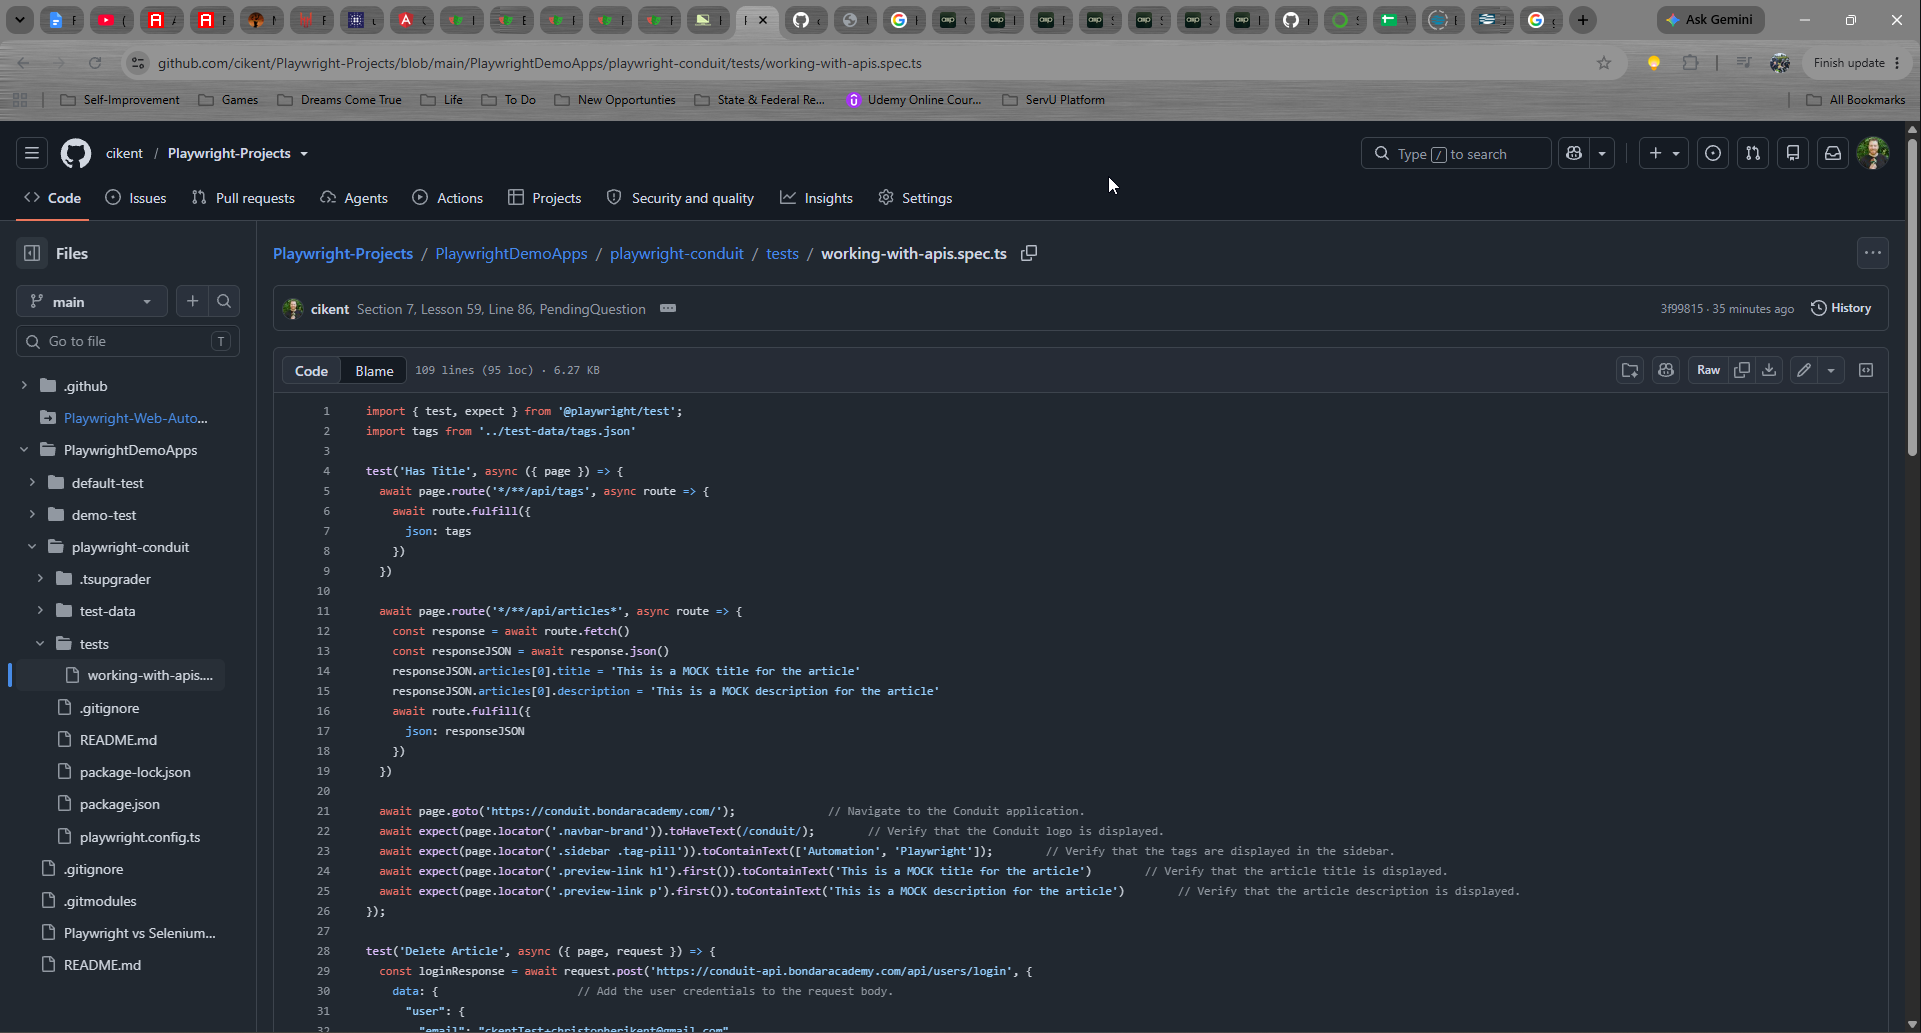 Ask Gemini
github.com/cikent/Playwright-Projects/blob/main/PlaywrightDemoApps/playwright-conduit/tests/working-with-apis.spec.ts
Finish update
Self-Improvement
Games
Dreams Come True
Life
To Do
New Opportunties
State & Federal Re...
Udemy Online Cour...
ServU Platform
All Bookmarks
cikent / Playwright-Projects
Type / to search
Code
Issues
Pull requests
Agents
Actions
Projects
Security and quality
Insights
Settings
Files
main
Go to file
T
.github
Playwright-Web-Auto...
PlaywrightDemoApps
default-test
demo-test
playwright-conduit
.tsupgrader
test-data
tests
working-with-apis....
.gitignore
README.md
package-lock.json
package.json
playwright.config.ts
.gitignore
.gitmodules
Playwright vs Selenium...
README.md
Playwright-Projects / PlaywrightDemoApps / playwright-conduit / tests / working-with-apis.spec.ts
cikent Section 7, Lesson 59, Line 86, PendingQuestion
3f99815 · 35 minutes ago
History
Code
Blame
109 lines (95 loc) · 6.27 KB
Raw
1 import { test, expect } from '@playwright/test';
2 import tags from '../test-data/tags.json'
3
4 test('Has Title', async ({ page }) => {
5 await page.route('*/**/api/tags', async route => {
6 await route.fulfill({
7 json: tags
8 })
9 })
10
11 await page.route('*/**/api/articles*', async route => {
12 const response = await route.fetch()
13 const responseJSON = await response.json()
14 responseJSON.articles[0].title = 'This is a MOCK title for the article'
15 responseJSON.articles[0].description = 'This is a MOCK description for the article'
16 await route.fulfill({
17 json: responseJSON
18 })
19 })
20
21 await page.goto('https://conduit.bondaracademy.com/'); // Navigate to the Conduit application.
22 await expect(page.locator('.navbar-brand')).toHaveText(/conduit/); // Verify that the Conduit logo is displayed.
23 await expect(page.locator('.sidebar .tag-pill')).toContainText(['Automation', 'Playwright']); // Verify that the tags are displayed in the sidebar.
24 await expect(page.locator('.preview-link h1').first()).toContainText('This is a MOCK title for the article') // Verify that the article title is displayed.
25 await expect(page.locator('.preview-link p').first()).toContainText('This is a MOCK description for the article') // Verify that the article description is displayed.
26 });
27
28 test('Delete Article', async ({ page, request }) => {
29 const loginResponse = await request.post('https://conduit-api.bondaracademy.com/api/users/login', {
30 data: { // Add the user credentials to the request body.
31 "user": {
32 "email": "ckentTest+christopherikent@gmail.com"